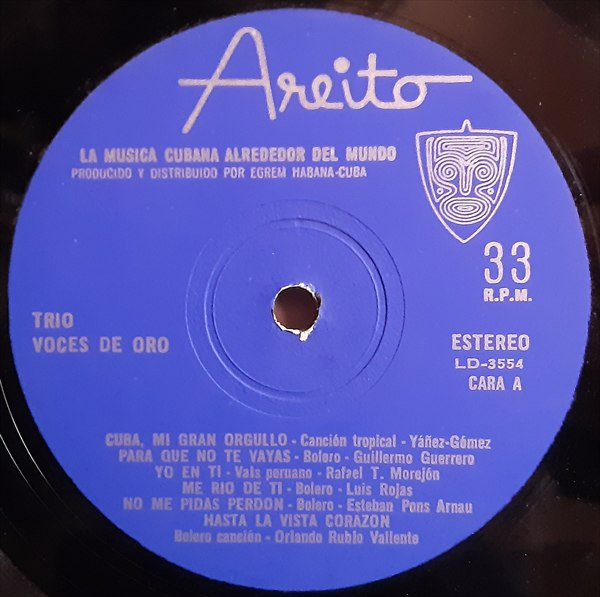 Areito
LA MUSICA CUBANA ALREDEDOR DEL MUNDO
PRODUCIDO Y DISTRIBUIDO POR EGREM HABANA-CUBA
33
R.P.M.
TRIO
VOCES DE ORO
ESTEREO
LD-3554
CARA A
CUBA, MI GRAN ORGULLO - Canción tropical - Yáñez-Gómez
PARA QUE NO TE VAYAS - Bolero - Guillermo Guerrero
YO EN TI - Vals peruano - Rafael T. Morejón
ME RIO DE TI - Bolero - Luis Rojas
NO ME PIDAS PERDON - Bolero - Esteban Pons Arnau
HASTA LA VISTA CORAZON
Bolero canción - Orlando Rubio Vallente